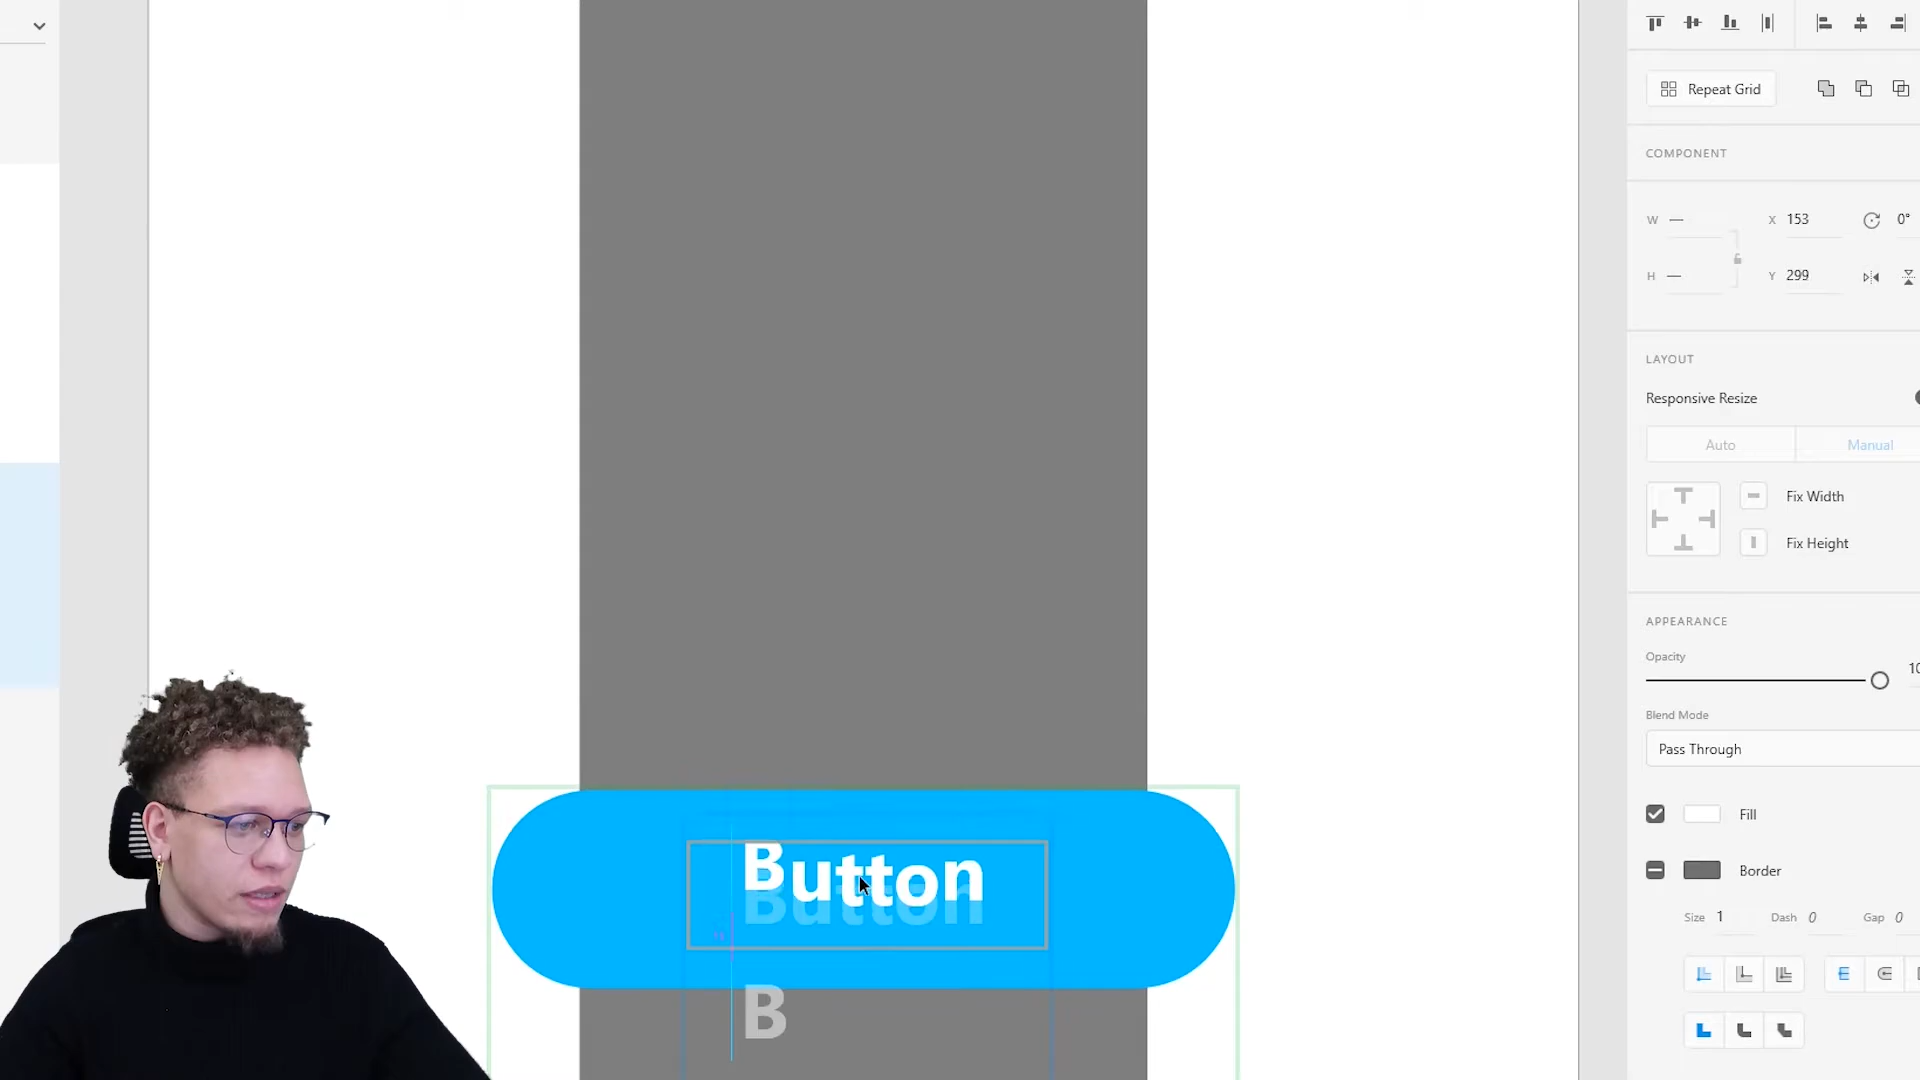 Repeat Grid
COMPONENT
W — X 153 0°
H — Y 299
LAYOUT
Responsive Resize
Auto Manual
Fix Width
Fix Height
APPEARANCE
Opacity
10
Blend Mode
Pass Through
Fill
Border
Size 1 Dash 0 Gap 0
Button
Button
B